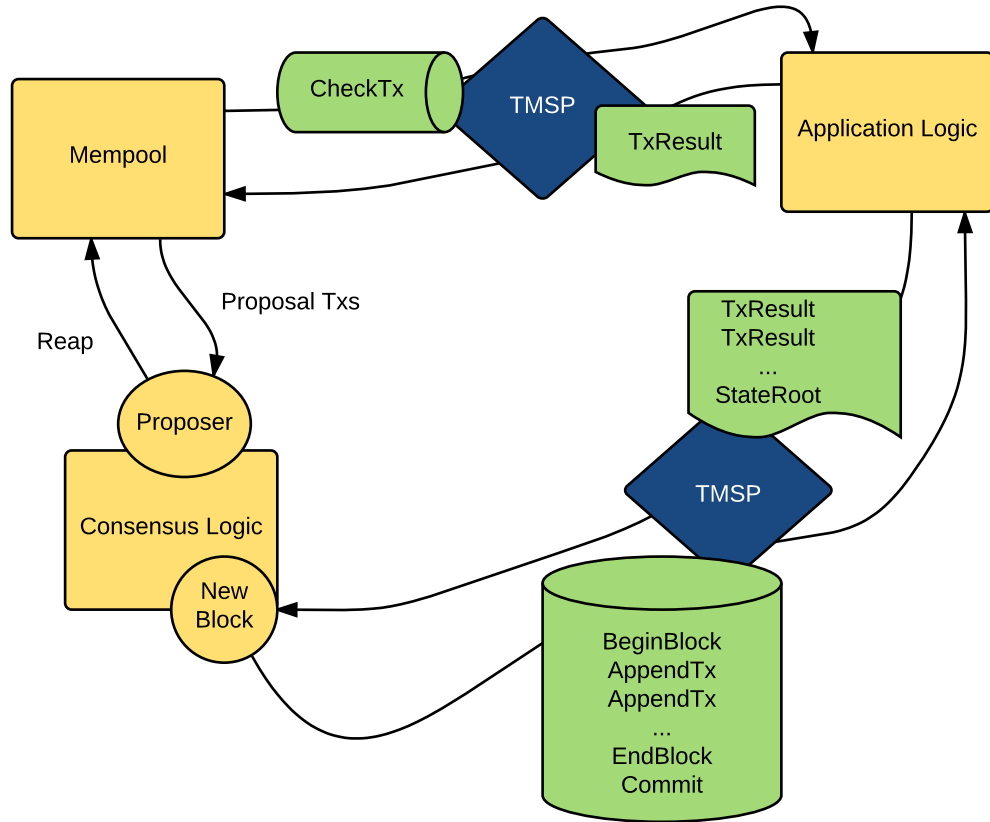 CheckTx
TMSP
TxResult
Application Logic
Mempool
Proposal Txs
Reap
TxResult
TxResult
...
StateRoot
Proposer
TMSP
Consensus Logic
New
Block
BeginBlock
AppendTx
AppendTx
...
EndBlock
Commit